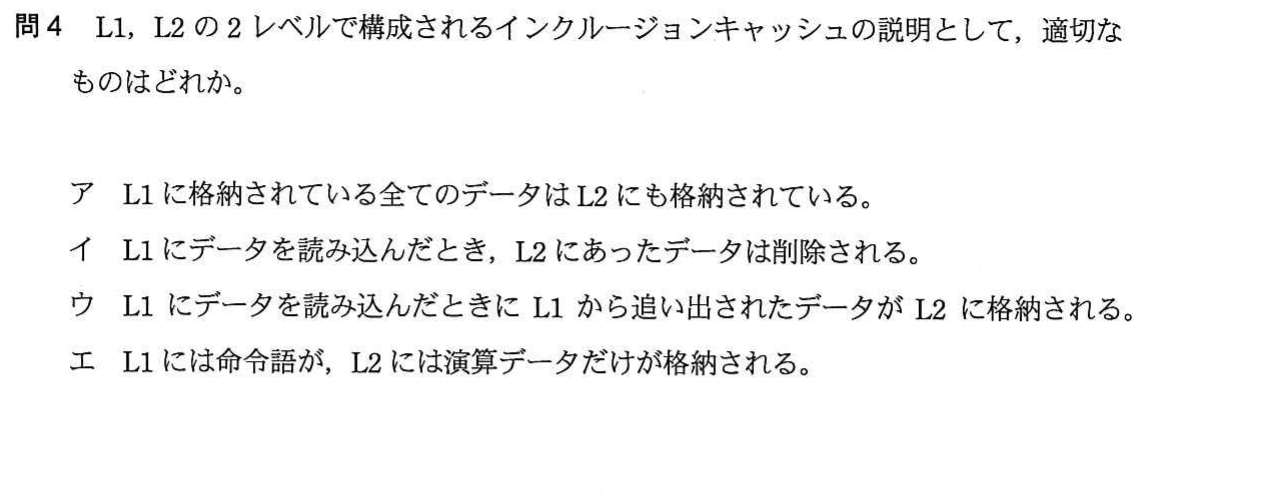 問4 L1，L2 の 2 レベルで構成されるインクルージョンキャッシュの説明として，適切な
ものはどれか。
ア L1 に格納されている全てのデータは L2 にも格納されている。
イ L1 にデータを読み込んだとき，L2 にあったデータは削除される。
ウ L1 にデータを読み込んだときに L1 から追い出されたデータが L2 に格納される。
エ L1 には命令語が，L2 には演算データだけが格納される。